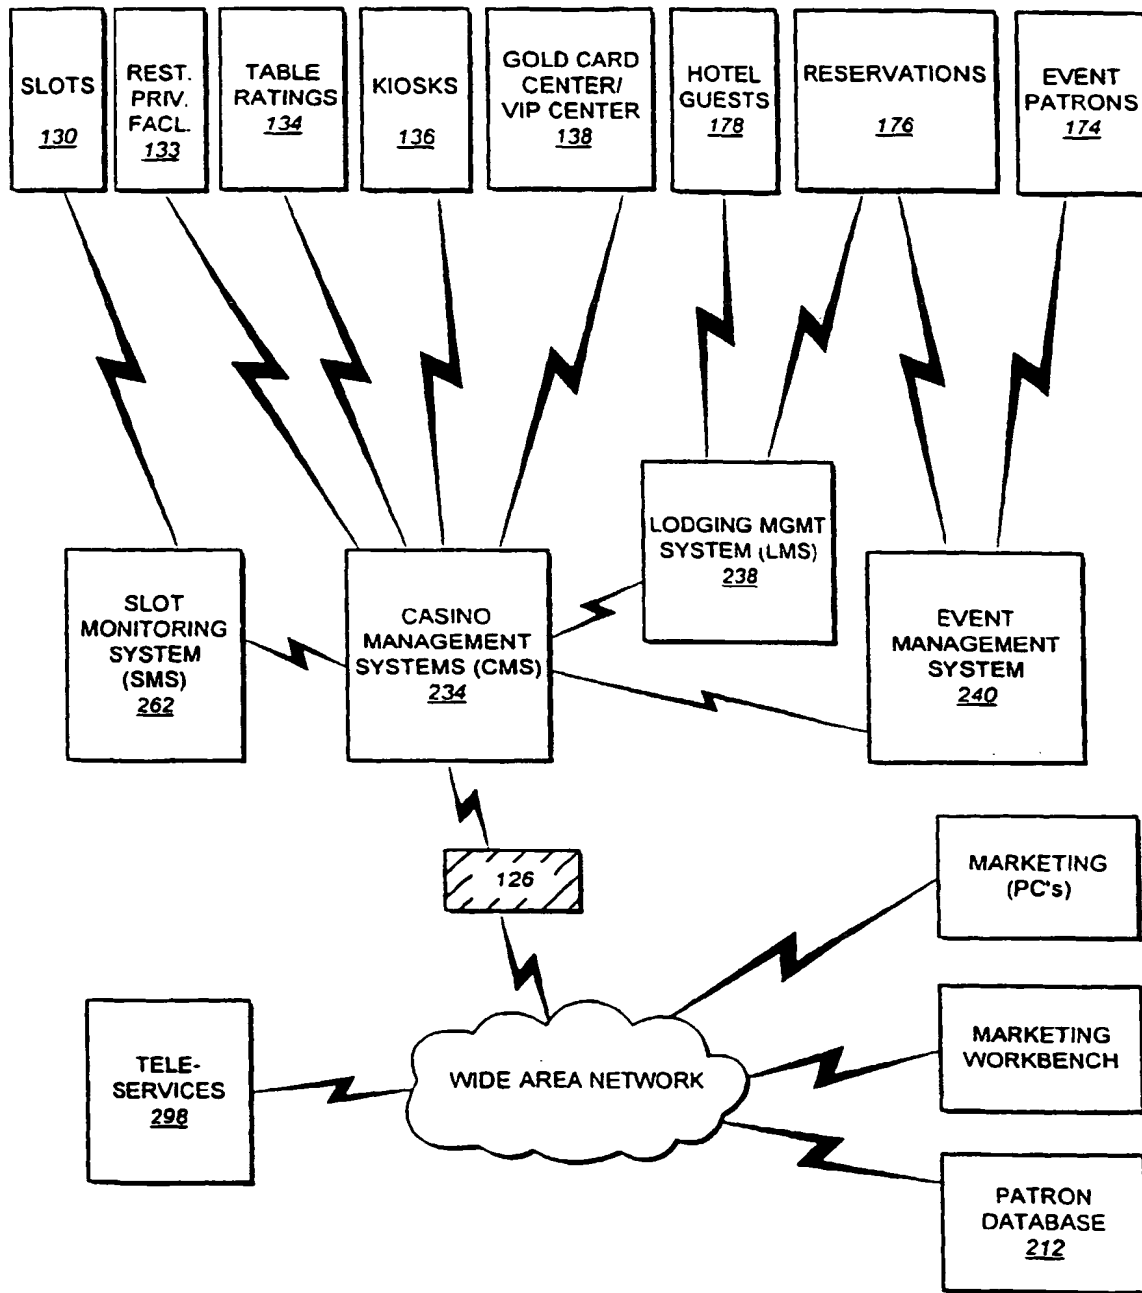 SLOTS
130
REST.
PRIV.
FACL.
133
TABLE
RATINGS
134
KIOSKS
136
GOLD CARD
CENTER/
VIP CENTER
138
HOTEL
GUESTS
178
RESERVATIONS
176
EVENT
PATRONS
174
SLOT
MONITORING
SYSTEM
(SMS)
262
CASINO
MANAGEMENT
SYSTEMS (CMS)
234
LODGING MGMT
SYSTEM (LMS)
238
EVENT
MANAGEMENT
SYSTEM
240
126
MARKETING
(PC's)
TELE-
SERVICES
298
WIDE AREA NETWORK
MARKETING
WORKBENCH
PATRON
DATABASE
212